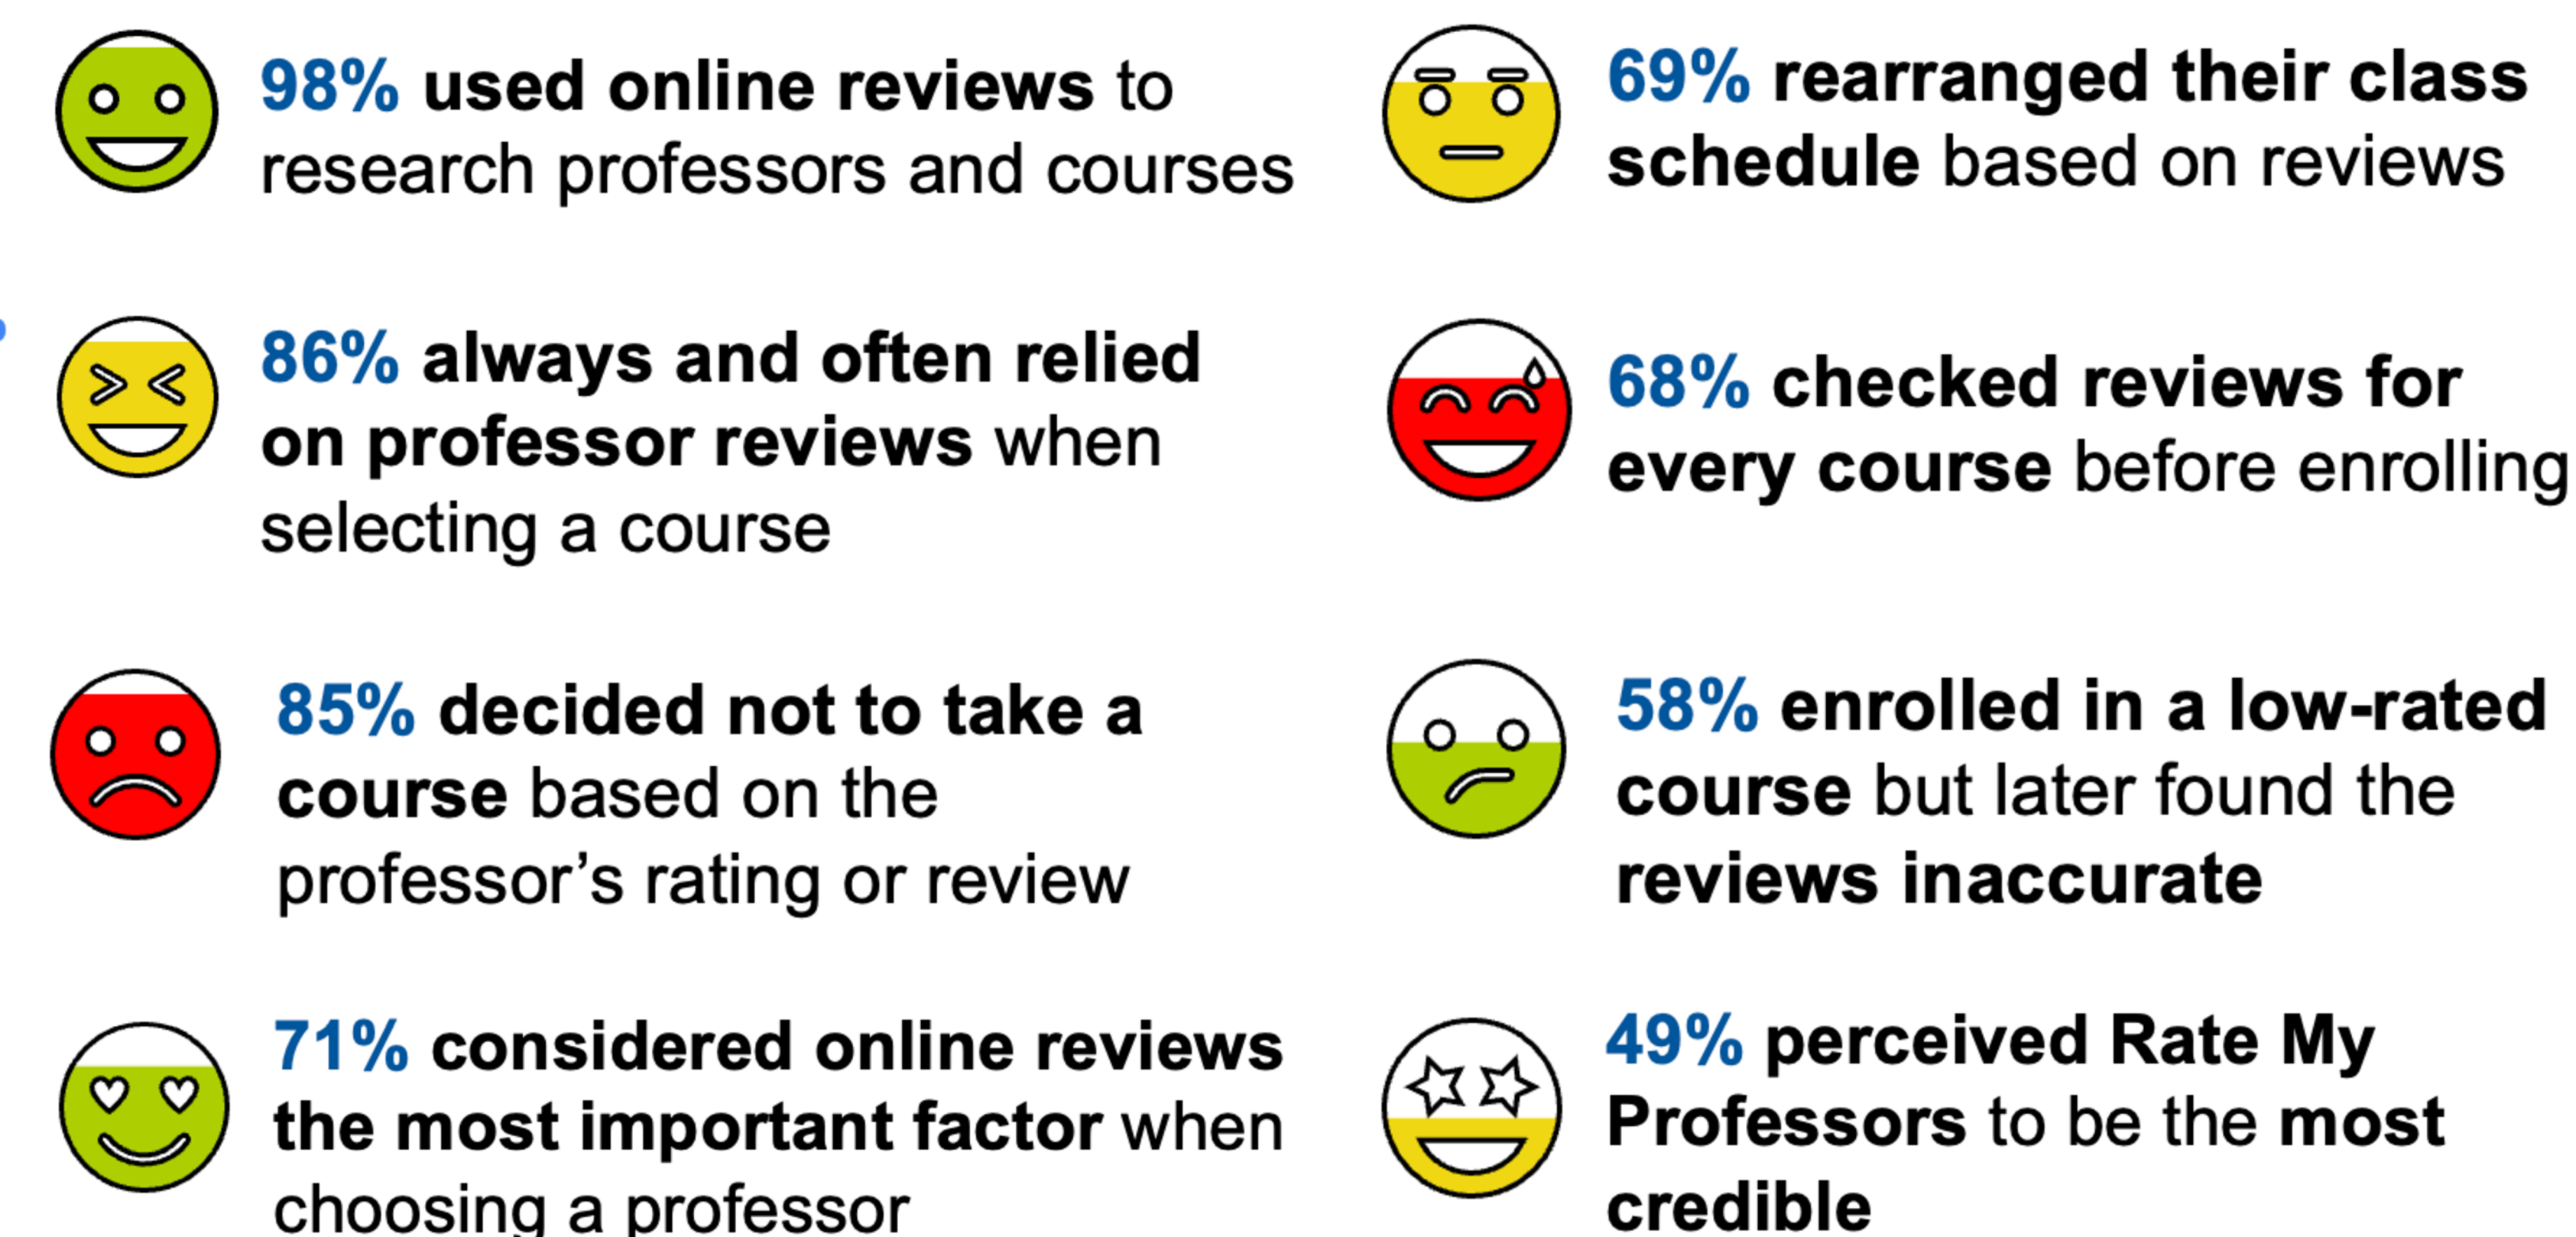 98% used online reviews to
research professors and courses
86% always and often relied
on professor reviews when
selecting a course
85% decided not to take a
course based on the
professor’s rating or review
71% considered online reviews
the most important factor when
choosing a professor
69% rearranged their class
schedule based on reviews
68% checked reviews for
every course before enrolling
58% enrolled in a low-rated
course but later found the
reviews inaccurate
49% perceived Rate My
Professors to be the most
credible